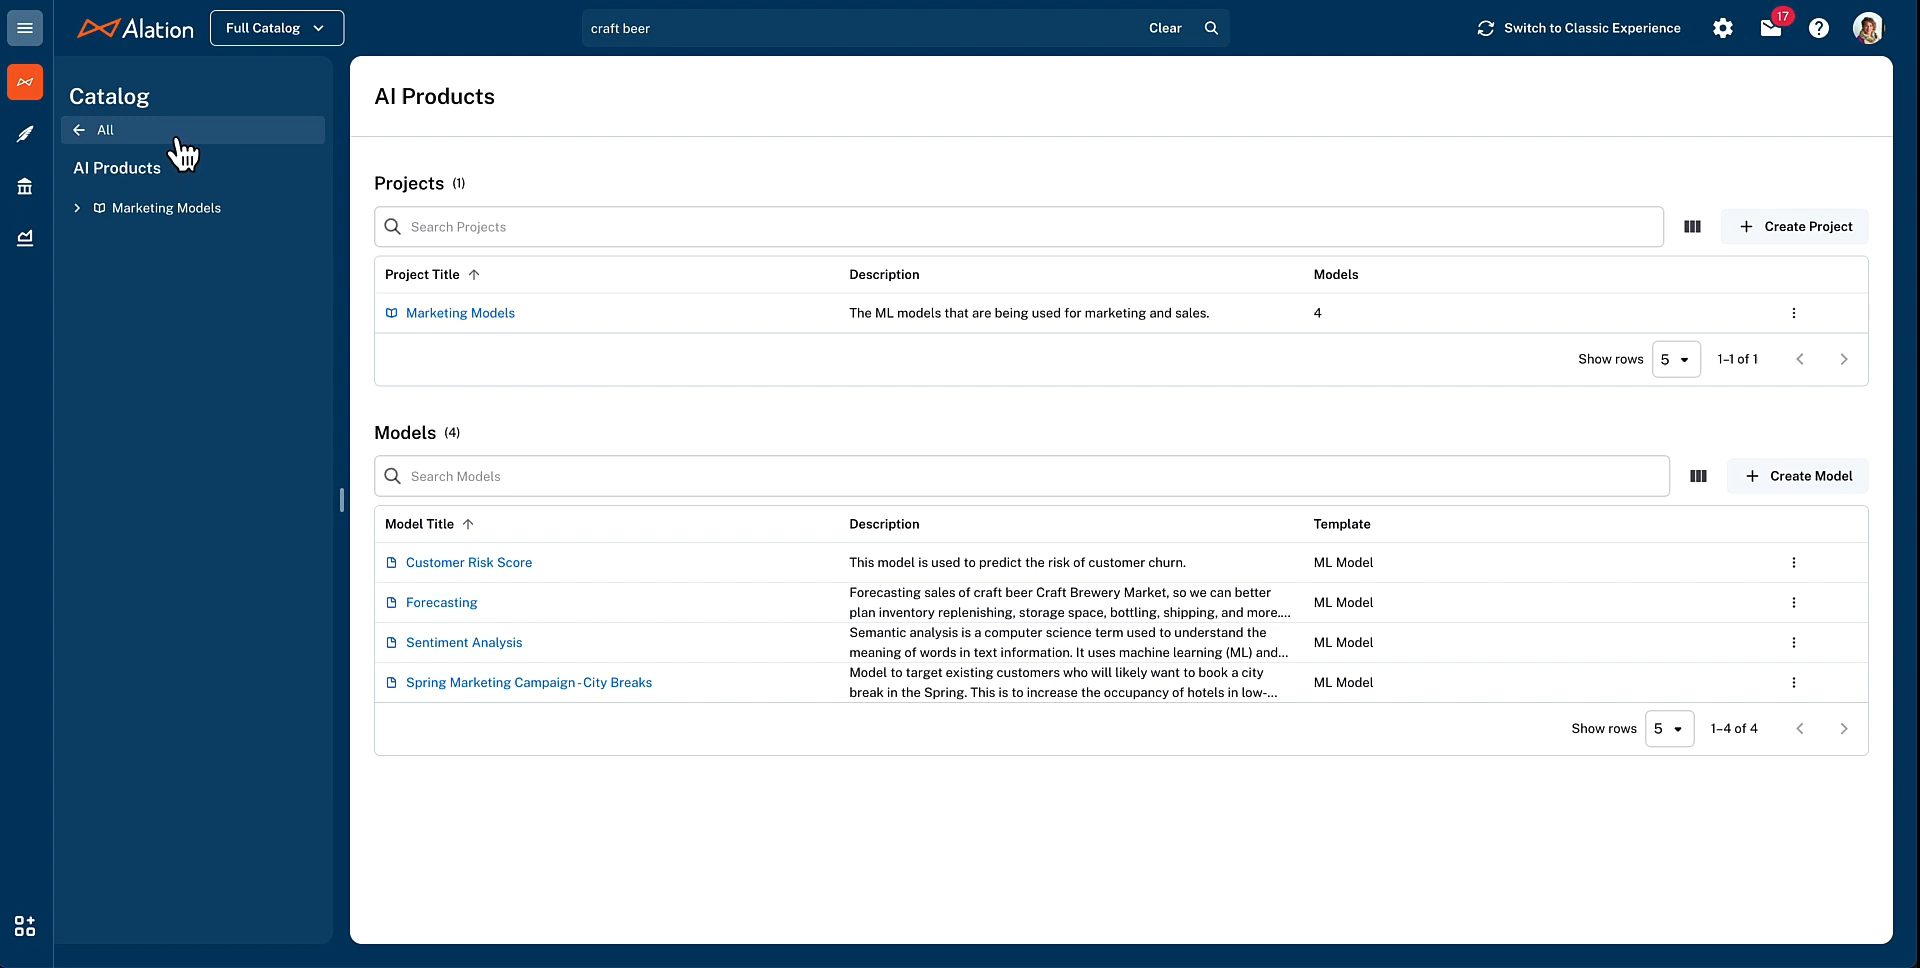 Alation
Full Catalog
craft beer
Clear
Switch to Classic Experience
17
Catalog
All
AI Products
Marketing Models
AI Products
Projects (1)
Search Projects
Create Project
Project Title
Description
Models
Marketing Models
The ML models that are being used for marketing and sales.
4
Show rows
5
1–1 of 1
Models (4)
Search Models
Create Model
Model Title
Description
Template
Customer Risk Score
This model is used to predict the risk of customer churn.
ML Model
Forecasting
Forecasting sales of craft beer Craft Brewery Market, so we can better
plan inventory replenishing, storage space, bottling, shipping, and more....
ML Model
Sentiment Analysis
Semantic analysis is a computer science term used to understand the
meaning of words in text information. It uses machine learning (ML) and...
ML Model
Spring Marketing Campaign - City Breaks
Model to target existing customers who will likely want to book a city
break in the Spring. This is to increase the occupancy of hotels in low-...
ML Model
Show rows
5
1–4 of 4